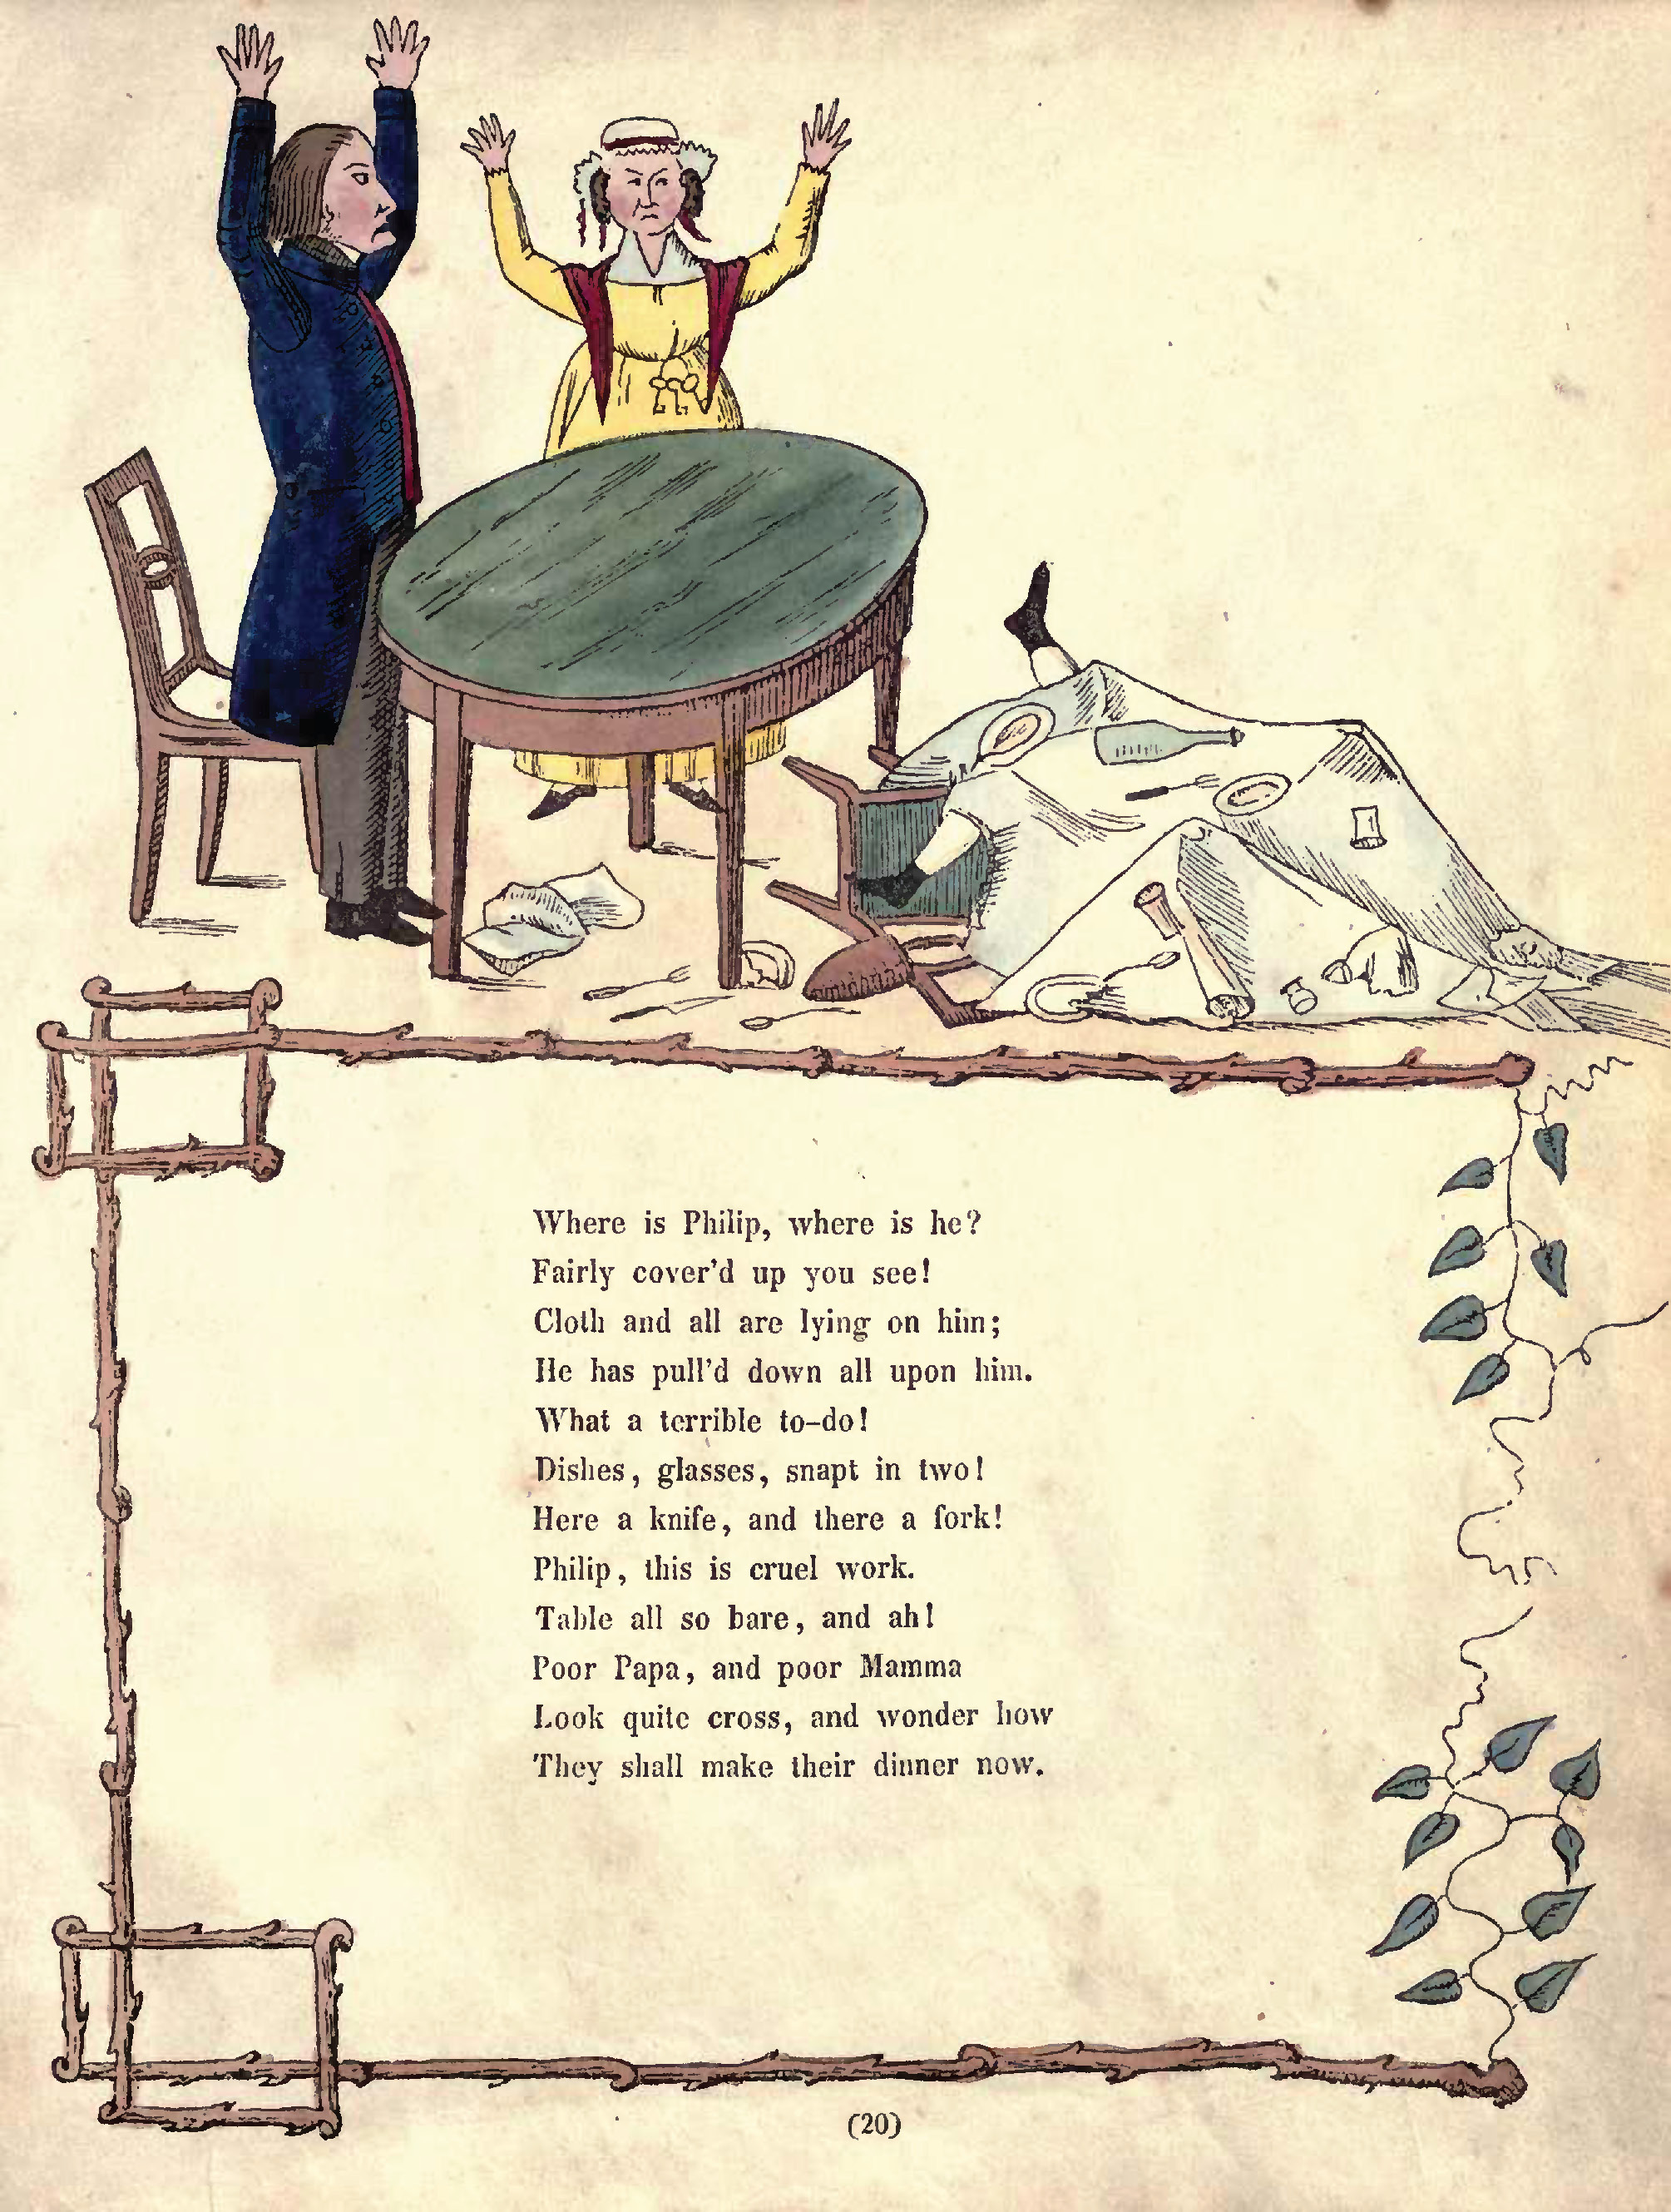 Where is Philip, where is he?
Fairly cover'd up you see!
Cloth and all are lying on him;
He has pull'd down all upon him.
What a terrible to-do!
Dishes, glasses, snapt in two!
Here a knife, and there a fork!
Philip, this is cruel work.
Table all so bare, and ah!
Poor Papa, and poor Mamma
Look quite cross, and wonder how
They shall make their dinner now.
(20)